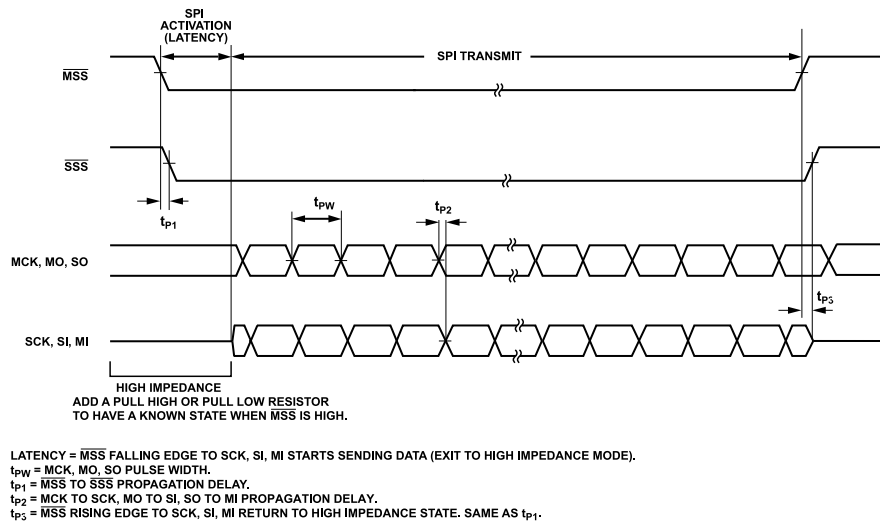 SPI
ACTIVATION
(LATENCY)
SPI TRANSMIT
MSS
SSS
tP1
tPW
tP2
MCK, MO, SO
tP3
SCK, SI, MI
HIGH IMPEDANCE
ADD A PULL HIGH OR PULL LOW RESISTOR
TO HAVE A KNOWN STATE WHEN MSS IS HIGH.
LATENCY = MSS FALLING EDGE TO SCK, SI, MI STARTS SENDING DATA (EXIT TO HIGH IMPEDANCE MODE).
tPW = MCK, MO, SO PULSE WIDTH.
tP1 = MSS TO SSS PROPAGATION DELAY.
tP2 = MCK TO SCK, MO TO SI, SO TO MI PROPAGATION DELAY.
tP3 = MSS RISING EDGE TO SCK, SI, MI RETURN TO HIGH IMPEDANCE STATE. SAME AS tP1.